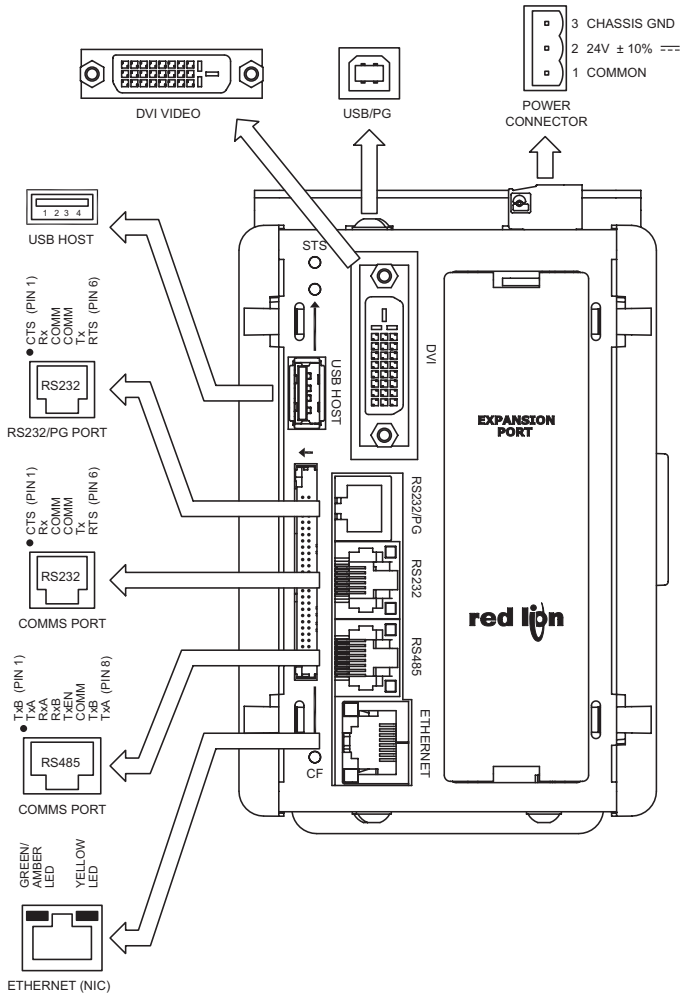 3 CHASSIS GND
2 24V ± 10% ⎓
1 COMMON
POWER
CONNECTOR
DVI VIDEO
USB/PG
1 2 3 4
USB HOST
STS
CTS (PIN 1)
Rx
COMM
COMM
Tx
RTS (PIN 6)
RS232
RS232/PG PORT
USB HOST
DVI
EXPANSION
PORT
CTS (PIN 1)
Rx
COMM
COMM
Tx
RTS (PIN 6)
RS232
COMMS PORT
RS232/PG
RS232
RS485
ETHERNET
red lion
TxB (PIN 1)
TxA
RxA
RxB
TxEN
COMM
TxB
TxA (PIN 8)
RS485
COMMS PORT
CF
GREEN/
AMBER
LED
YELLOW
LED
ETHERNET (NIC)